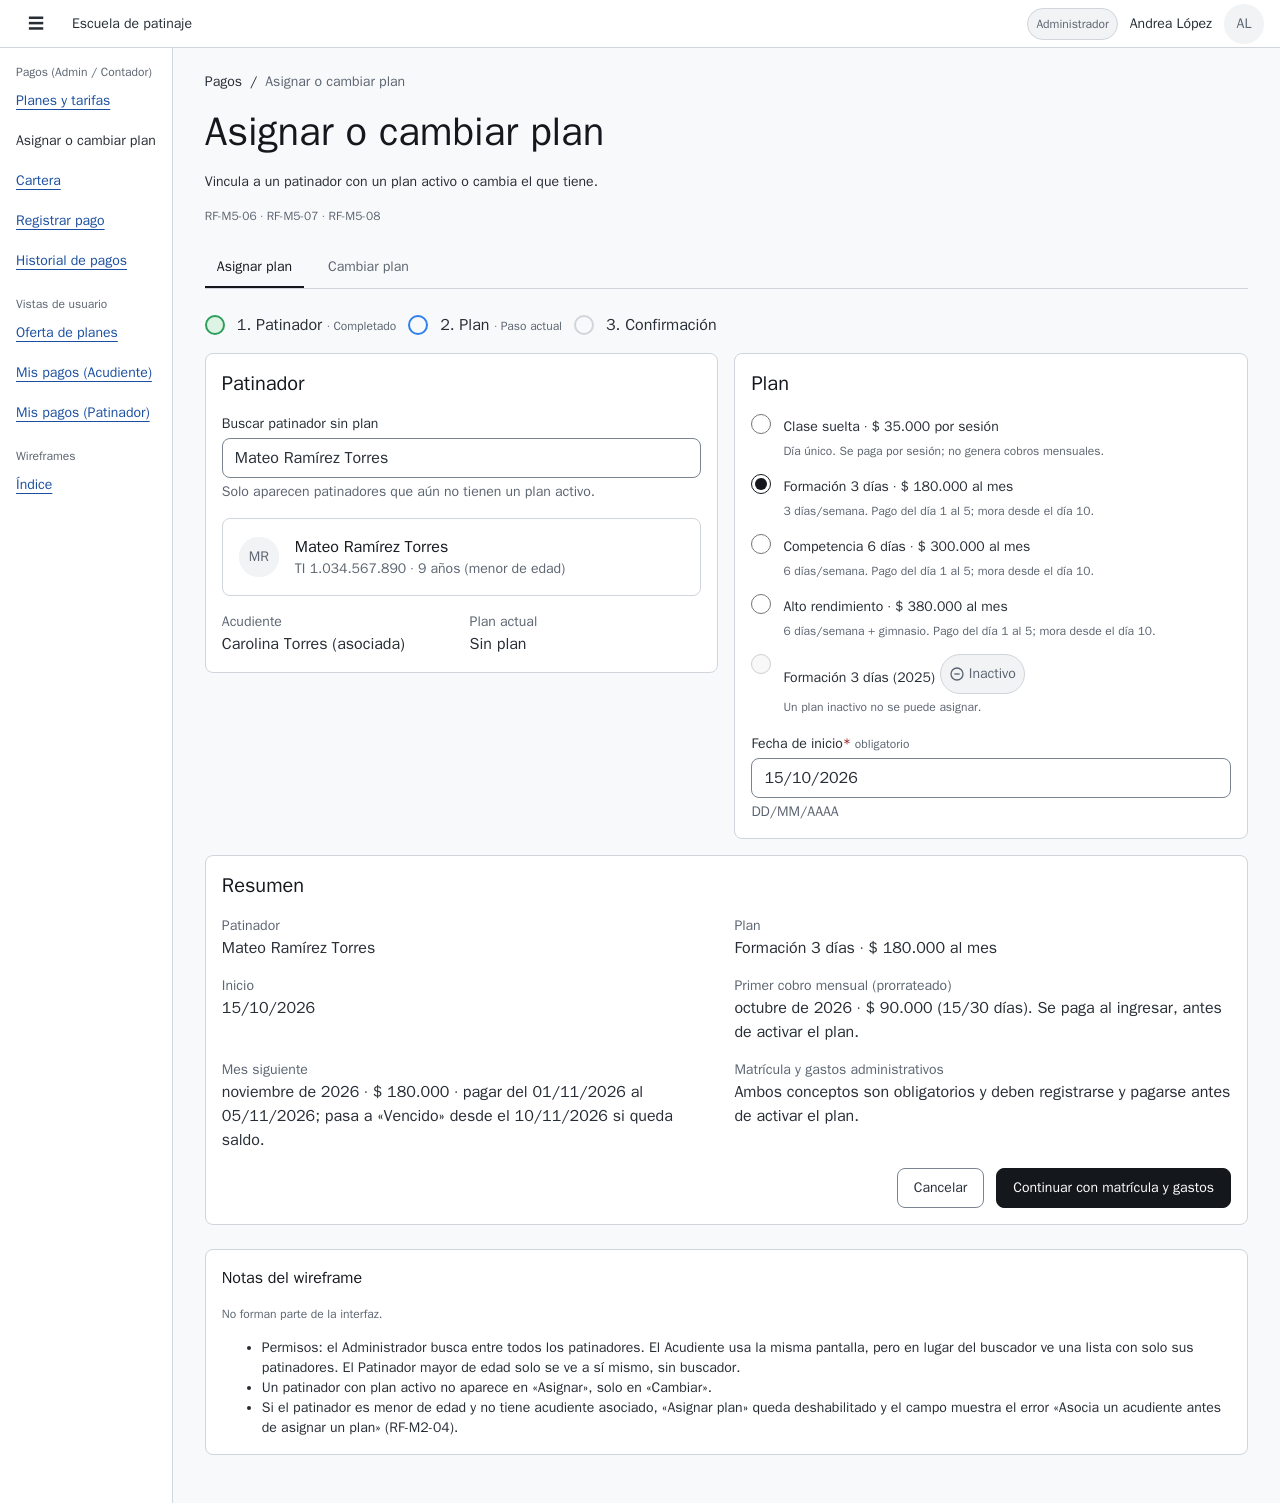 Escuela de patinaje
Administrador
Andrea López
AL
Pagos (Admin / Contador)
Planes y tarifas
Asignar o cambiar plan
Cartera
Registrar pago
Historial de pagos
Vistas de usuario
Oferta de planes
Mis pagos (Acudiente)
Mis pagos (Patinador)
Wireframes
Índice
Pagos / Asignar o cambiar plan
Asignar o cambiar plan
Vincula a un patinador con un plan activo o cambia el que tiene.
RF-M5-06 · RF-M5-07 · RF-M5-08
Asignar plan
Cambiar plan
1. Patinador · Completado
2. Plan · Paso actual
3. Confirmación
Patinador
Buscar patinador sin plan
Mateo Ramírez Torres
Solo aparecen patinadores que aún no tienen un plan activo.
MR
Mateo Ramírez Torres
TI 1.034.567.890 · 9 años (menor de edad)
Acudiente
Carolina Torres (asociada)
Plan actual
Sin plan
Plan
Clase suelta · $ 35.000 por sesión
Día único. Se paga por sesión; no genera cobros mensuales.
Formación 3 días · $ 180.000 al mes
3 días/semana. Pago del día 1 al 5; mora desde el día 10.
Competencia 6 días · $ 300.000 al mes
6 días/semana. Pago del día 1 al 5; mora desde el día 10.
Alto rendimiento · $ 380.000 al mes
6 días/semana + gimnasio. Pago del día 1 al 5; mora desde el día 10.
Formación 3 días (2025)
Inactivo
Un plan inactivo no se puede asignar.
Fecha de inicio* obligatorio
15/10/2026
DD/MM/AAAA
Resumen
Patinador
Mateo Ramírez Torres
Plan
Formación 3 días · $ 180.000 al mes
Inicio
15/10/2026
Primer cobro mensual (prorrateado)
octubre de 2026 · $ 90.000 (15/30 días). Se paga al ingresar, antes
de activar el plan.
Mes siguiente
noviembre de 2026 · $ 180.000 · pagar del 01/11/2026 al
05/11/2026; pasa a «Vencido» desde el 10/11/2026 si queda
saldo.
Matrícula y gastos administrativos
Ambos conceptos son obligatorios y deben registrarse y pagarse antes
de activar el plan.
Cancelar
Continuar con matrícula y gastos
Notas del wireframe
No forman parte de la interfaz.
• Permisos: el Administrador busca entre todos los patinadores. El Acudiente usa la misma pantalla, pero en lugar del buscador ve una lista con solo sus
patinadores. El Patinador mayor de edad solo se ve a sí mismo, sin buscador.
• Un patinador con plan activo no aparece en «Asignar», solo en «Cambiar».
• Si el patinador es menor de edad y no tiene acudiente asociado, «Asignar plan» queda deshabilitado y el campo muestra el error «Asocia un acudiente antes
de asignar un plan» (RF-M2-04).